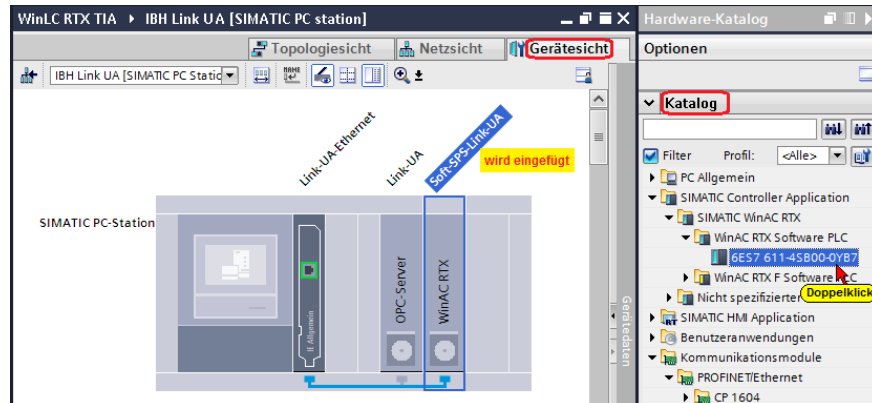 WinLC RTX TIA ▸ IBH Link UA [SIMATIC PC station]
Topologiesicht
Netzsicht
Gerätesicht
IBH Link UA [SIMATIC PC Static
Link-UA-Ethernet
Link-UA
Soft-SPS-Link-UA
wird eingefügt
SIMATIC PC-Station
IE Allgemein
OPC-Server
WinAC RTX
Gerätedaten
Hardware-Katalog
Optionen
Katalog
Filter Profil: <Alle>
PC Allgemein
SIMATIC Controller Application
SIMATIC WinAC RTX
WinAC RTX Software PLC
6ES7 611-4SB00-0YB7
WinAC RTX F Software PLC
Nicht spezifizierter
Doppelklick
SIMATIC HMI Application
Benutzeranwendungen
Kommunikationsmodule
PROFINET/Ethernet
CP 1604